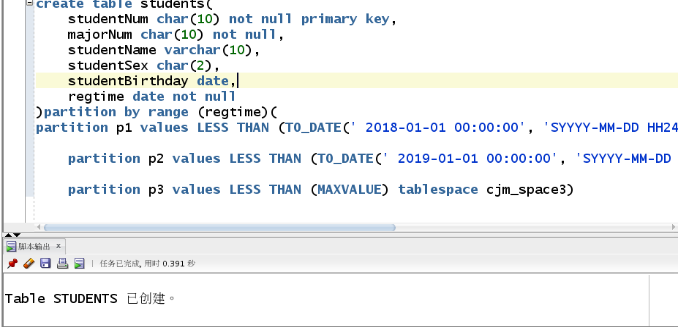 create table students(
studentNum char(10) not null primary key,
majorNum char(10) not null,
studentName varchar(10),
studentSex char(2),
studentBirthday date,
regtime date not null
)partition by range (regtime)(
partition p1 values LESS THAN (TO_DATE(' 2018-01-01 00:00:00', 'SYYYY-MM-DD HH24
partition p2 values LESS THAN (TO_DATE(' 2019-01-01 00:00:00', 'SYYYY-MM-DD
partition p3 values LESS THAN (MAXVALUE) tablespace cjm_space3)
脚本输出 ×
任务已完成, 用时 0.391 秒
Table STUDENTS 已创建。